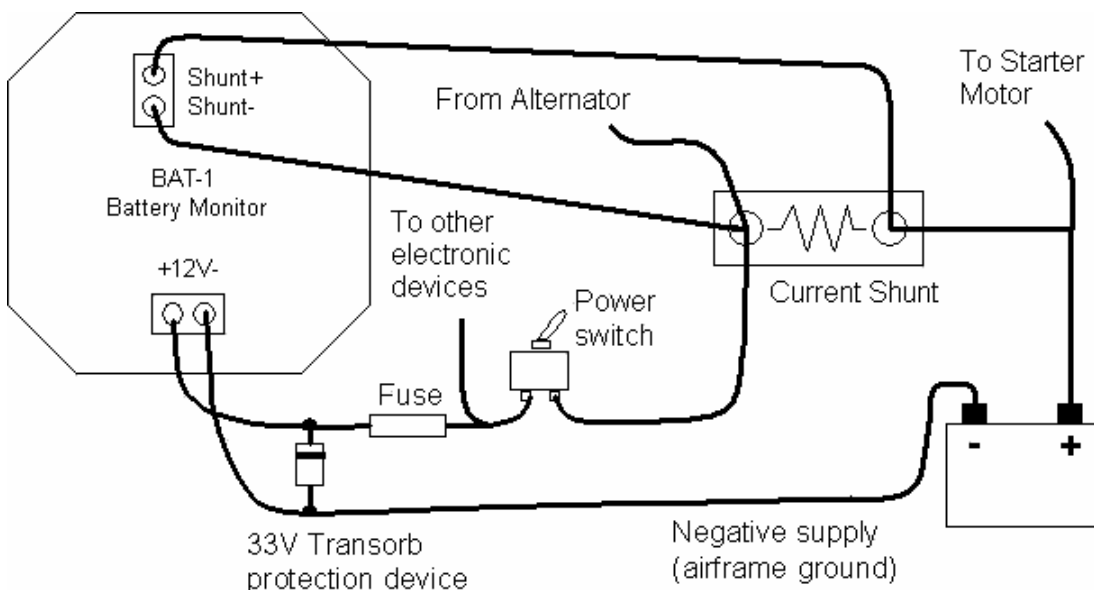 Shunt+
Shunt-
BAT-1
Battery Monitor
+12V-
From Alternator
To Starter
Motor
To other
electronic
devices
Power
switch
Current Shunt
Fuse
- +
33V Transorb
protection device
Negative supply
(airframe ground)